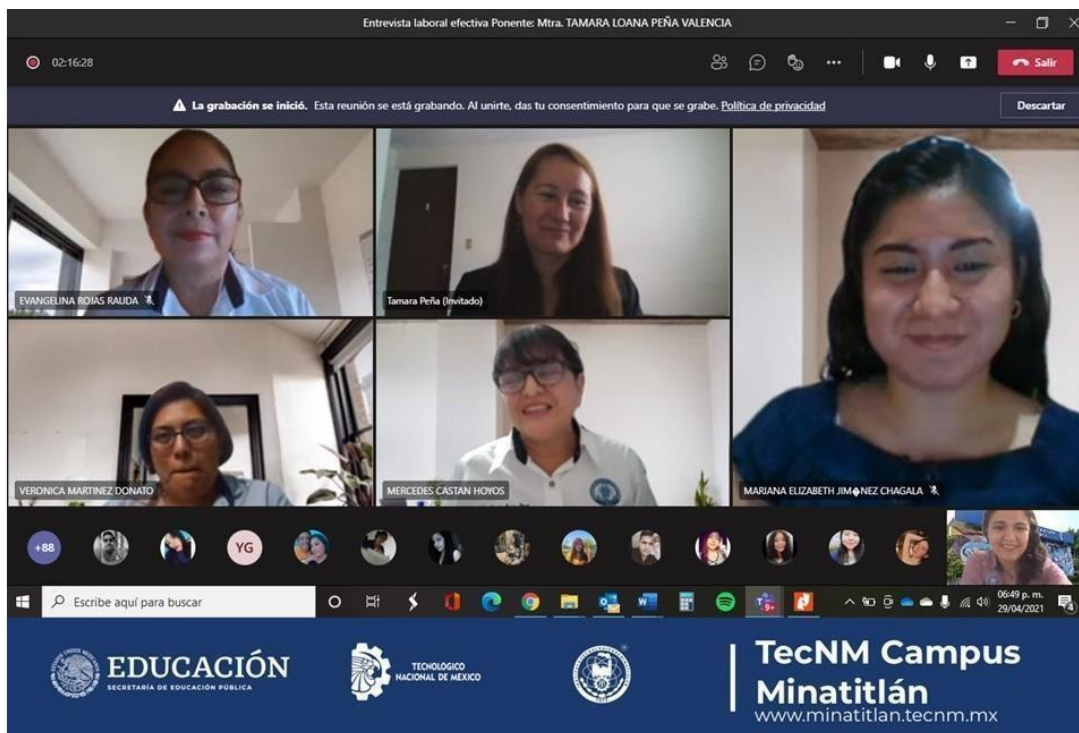 Entrevista laboral efectiva Ponente: Mtra. TAMARA LOANA PEÑA VALENCIA
02:16:28
Salir
La grabación se inició. Esta reunión se está grabando. Al unirte, das tu consentimiento para que se grabe. Política de privacidad
Descartar
EVANGELINA ROJAS RAUDA
Tamara Peña (Invitado)
VERONICA MARTINEZ DONATO
MERCEDES CASTAN HOYOS
MARIANA ELIZABETH JIM�NEZ CHAGALA
+88
YG
Escribe aquí para buscar
06:49 p. m.
29/04/2021
EDUCACIÓN
SECRETARÍA DE EDUCACIÓN PÚBLICA
TECNOLOGICO
NACIONAL DE MEXICO
TecNM Campus
Minatitlán
www.minatitlan.tecnm.mx